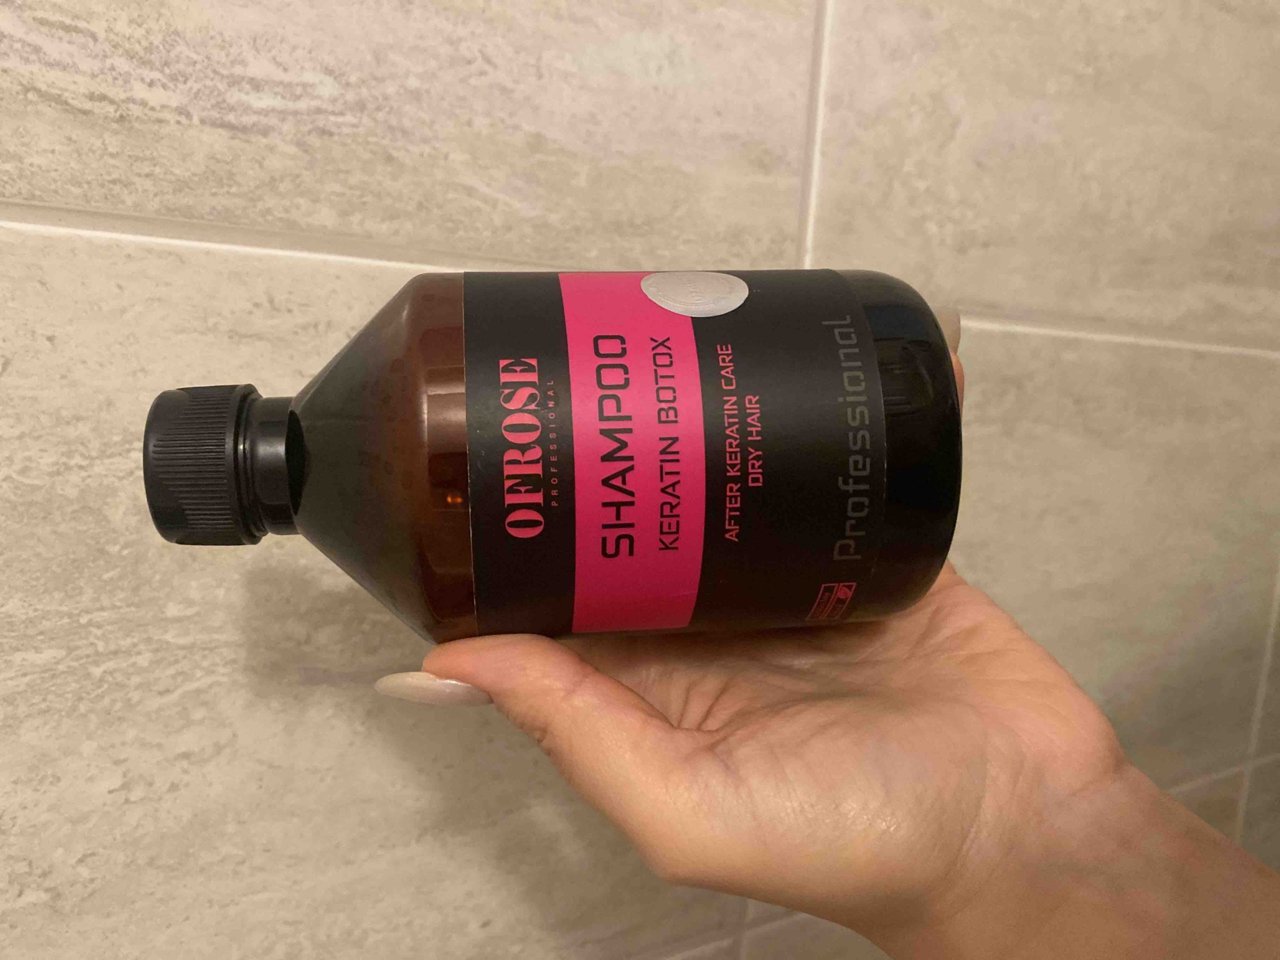 OFROSE
PROFESSIONAL
SHAMPOO
KERATIN BOTOX
AFTER KERATIN CARE
DRY HAIR
Professional